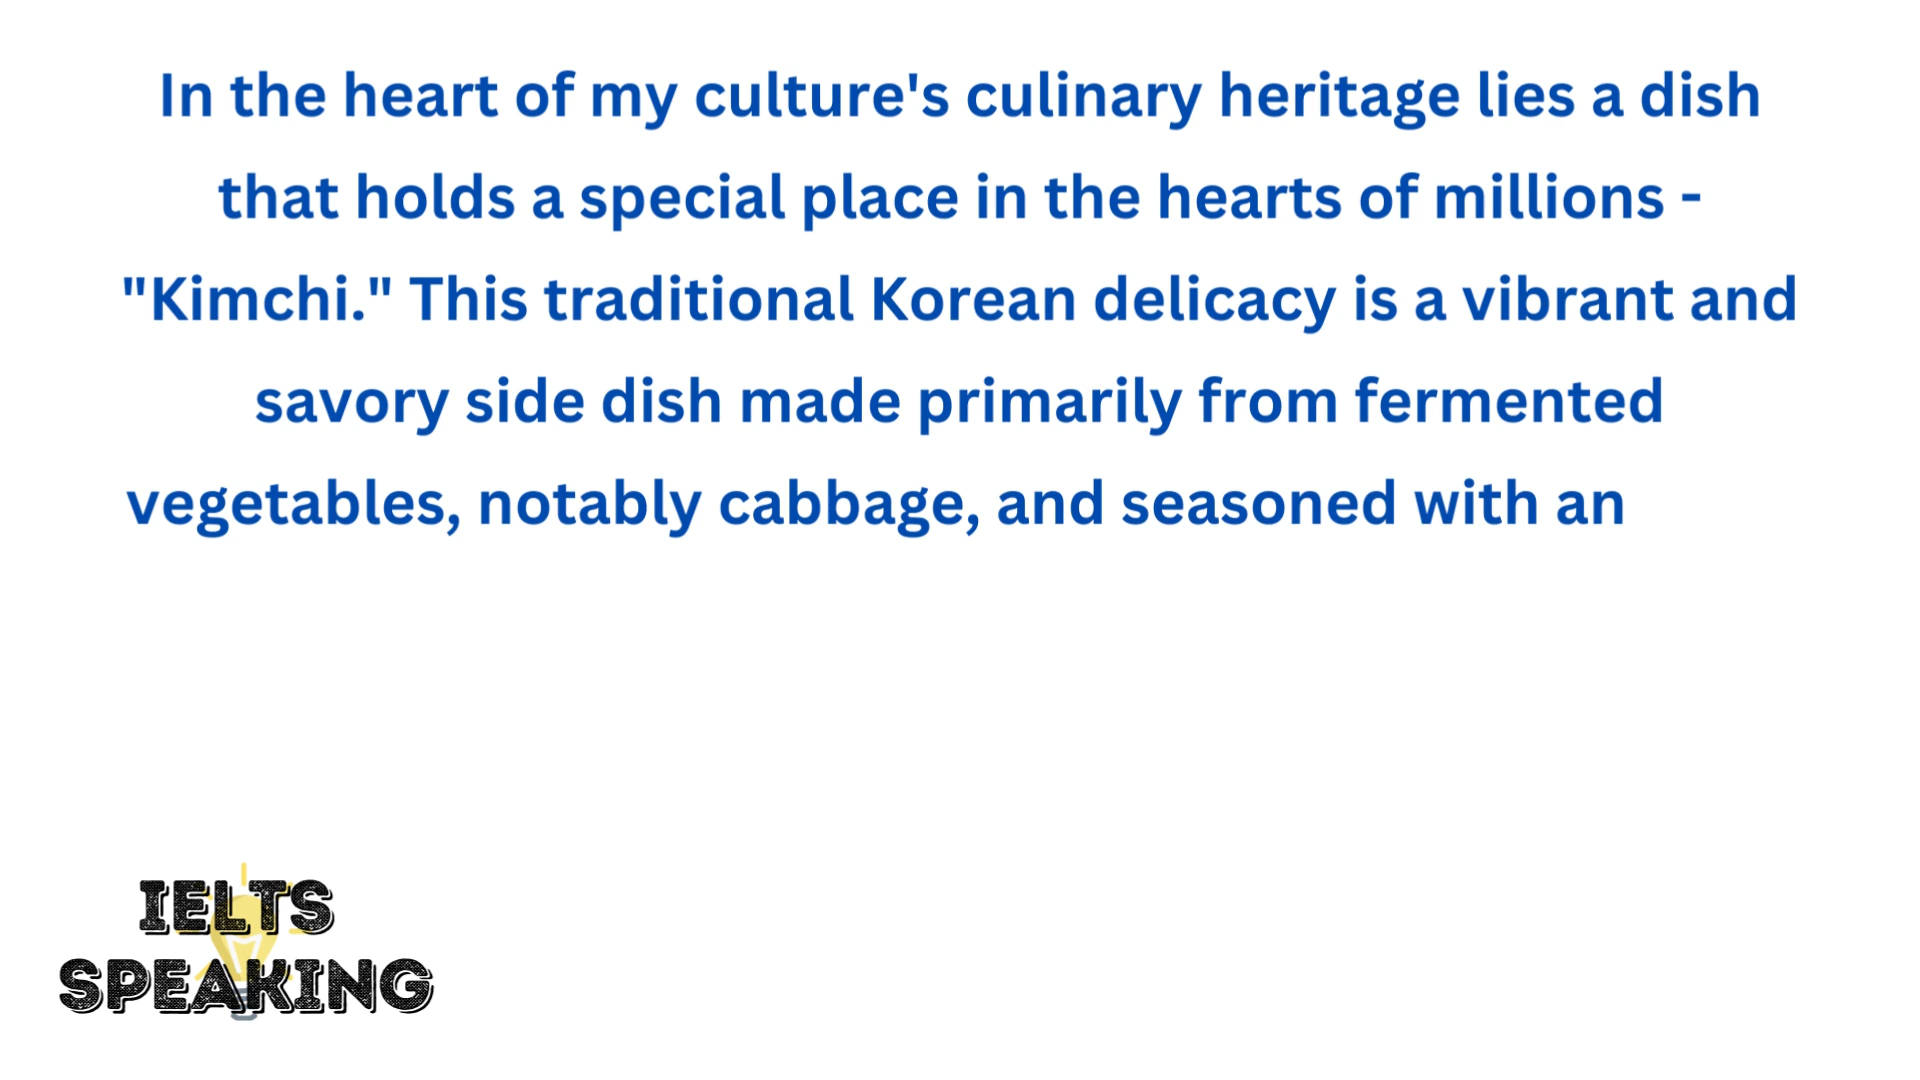 In the heart of my culture's culinary heritage lies a dish
that holds a special place in the hearts of millions -
"Kimchi." This traditional Korean delicacy is a vibrant and
savory side dish made primarily from fermented
vegetables, notably cabbage, and seasoned with an
IELTS
SPEAKING